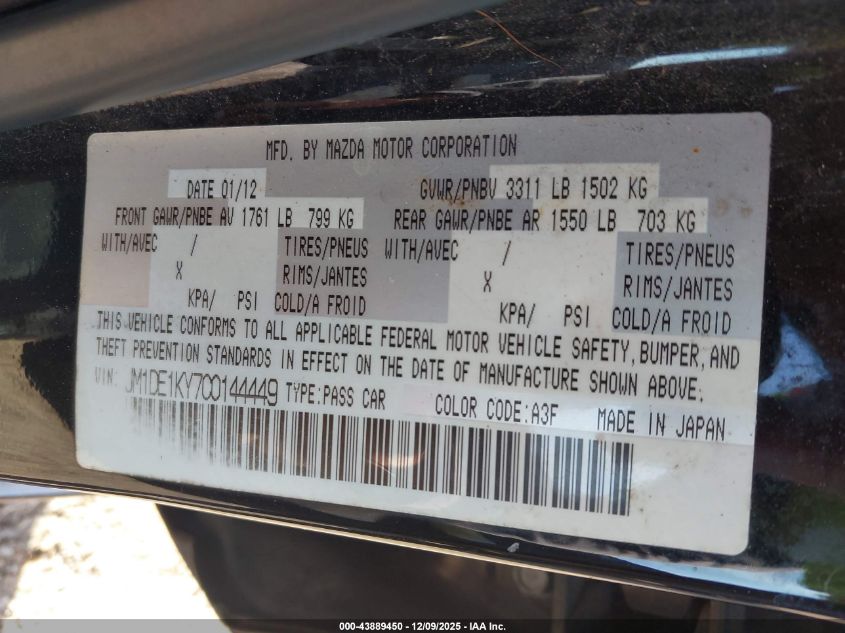 MFD. BY MAZDA MOTOR CORPORATION
DATE 01/12 GVWR/PNBV 3311 LB 1502 KG
FRONT GAWR/PNBE AV 1761 LB 799 KG REAR GAWR/PNBE AR 1550 LB 703 KG
WITH/AVEC / TIRES/PNEUS WITH/AVEC / TIRES/PNEUS
X RIMS/JANTES X RIMS/JANTES
KPA/ PSI COLD/A FROID KPA/ PSI COLD/A FROID
THIS VEHICLE CONFORMS TO ALL APPLICABLE FEDERAL MOTOR VEHICLE SAFETY, BUMPER, AND
THEFT PREVENTION STANDARDS IN EFFECT ON THE DATE OF MANUFACTURE SHOWN ABOVE:
VIN: JM1DE1KY7C0144449 TYPE:PASS CAR COLOR CODE:A3F MADE IN JAPAN
000-43889450 - 12/09/2025 - IAA Inc.